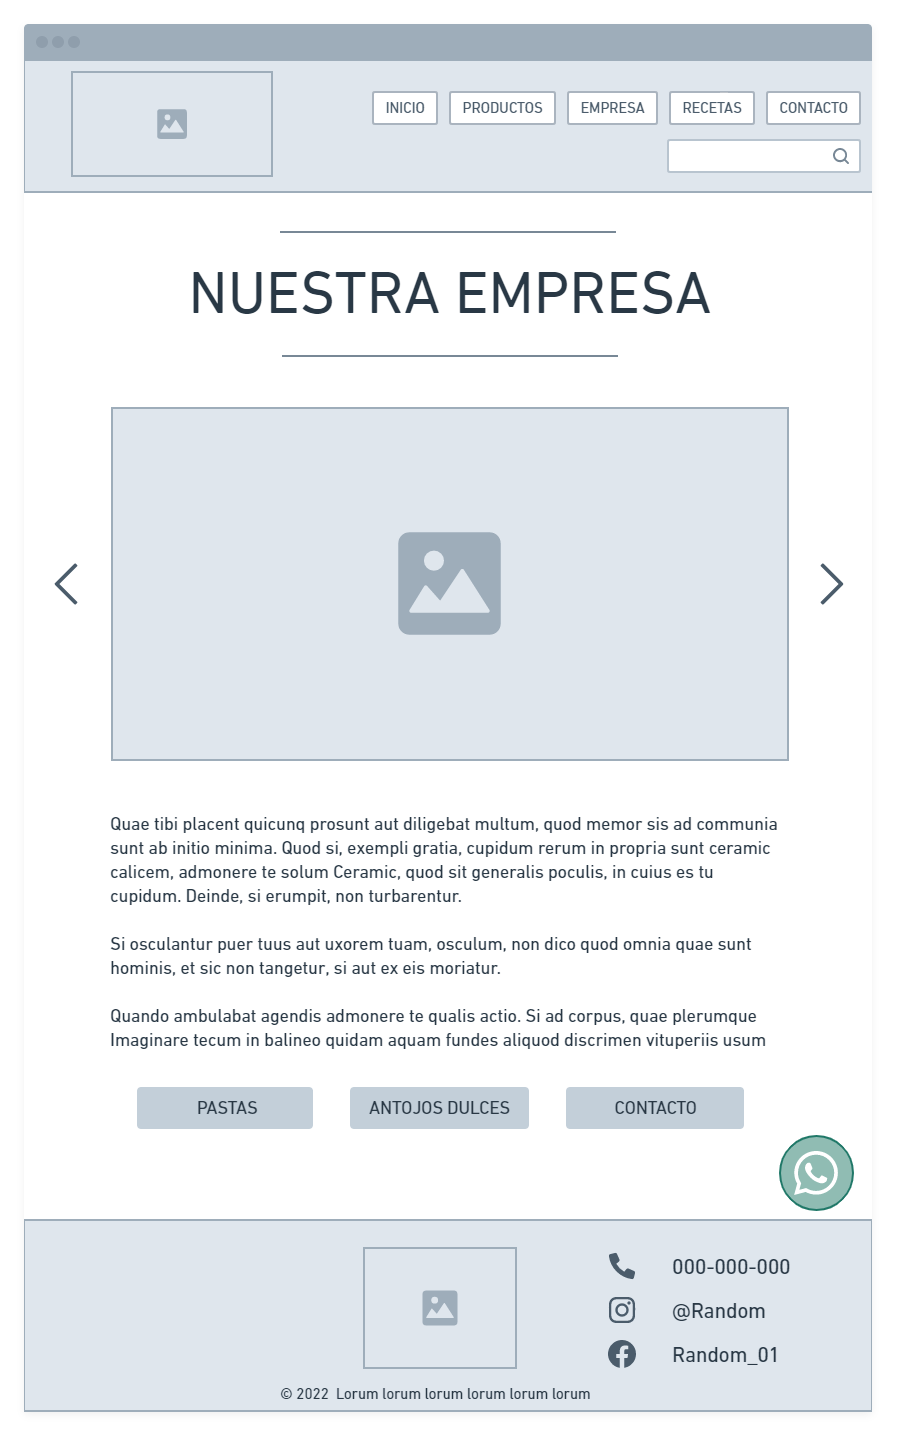 INICIO
PRODUCTOS
EMPRESA
RECETAS
CONTACTO
NUESTRA EMPRESA
Quae tibi placent quicunq prosunt aut diligebat multum, quod memor sis ad communia
sunt ab initio minima. Quod si, exempli gratia, cupidum rerum in propria sunt ceramic
calicem, admonere te solum Ceramic, quod sit generalis poculis, in cuius es tu
cupidum. Deinde, si erumpit, non turbarentur.
Si osculantur puer tuus aut uxorem tuam, osculum, non dico quod omnia quae sunt
hominis, et sic non tangetur, si aut ex eis moriatur.
Quando ambulabat agendis admonere te qualis actio. Si ad corpus, quae plerumque
Imaginare tecum in balineo quidam aquam fundes aliquod discrimen vituperiis usum
PASTAS
ANTOJOS DULCES
CONTACTO
000-000-000
@Random
Random_01
© 2022 Lorum lorum lorum lorum lorum lorum